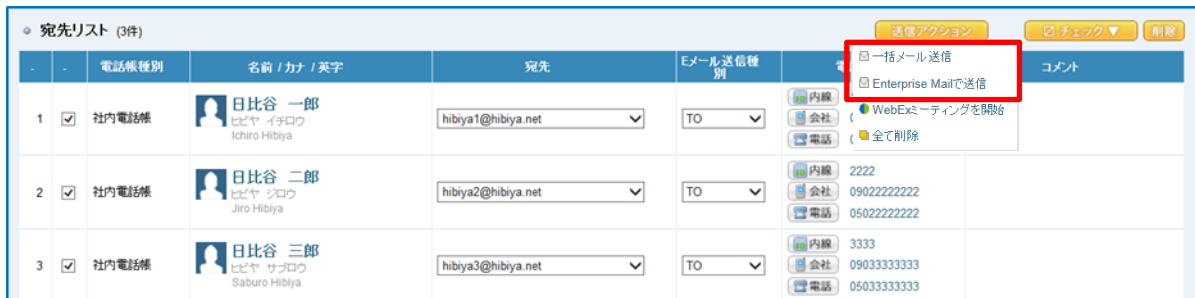 宛先リスト (3件)
送信アクション
チェック▼
削除
- - 電話帳種別 名前 / カナ / 英字 宛先 Eメール送信種別 コメント
一括メール送信
Enterprise Mailで送信
WebExミーティングを開始
全て削除
1 社内電話帳 日比谷 一郎 hibiya1@hibiya.net TO 内線
ヒビヤ イチロウ 会社
Ichiro Hibiya 電話
2 社内電話帳 日比谷 二郎 hibiya2@hibiya.net TO 内線 2222
ヒビヤ ジロウ 会社 09022222222
Jiro Hibiya 電話 05022222222
3 社内電話帳 日比谷 三郎 hibiya3@hibiya.net TO 内線 3333
ヒビヤ サブロウ 会社 09033333333
Saburo Hibiya 電話 05033333333